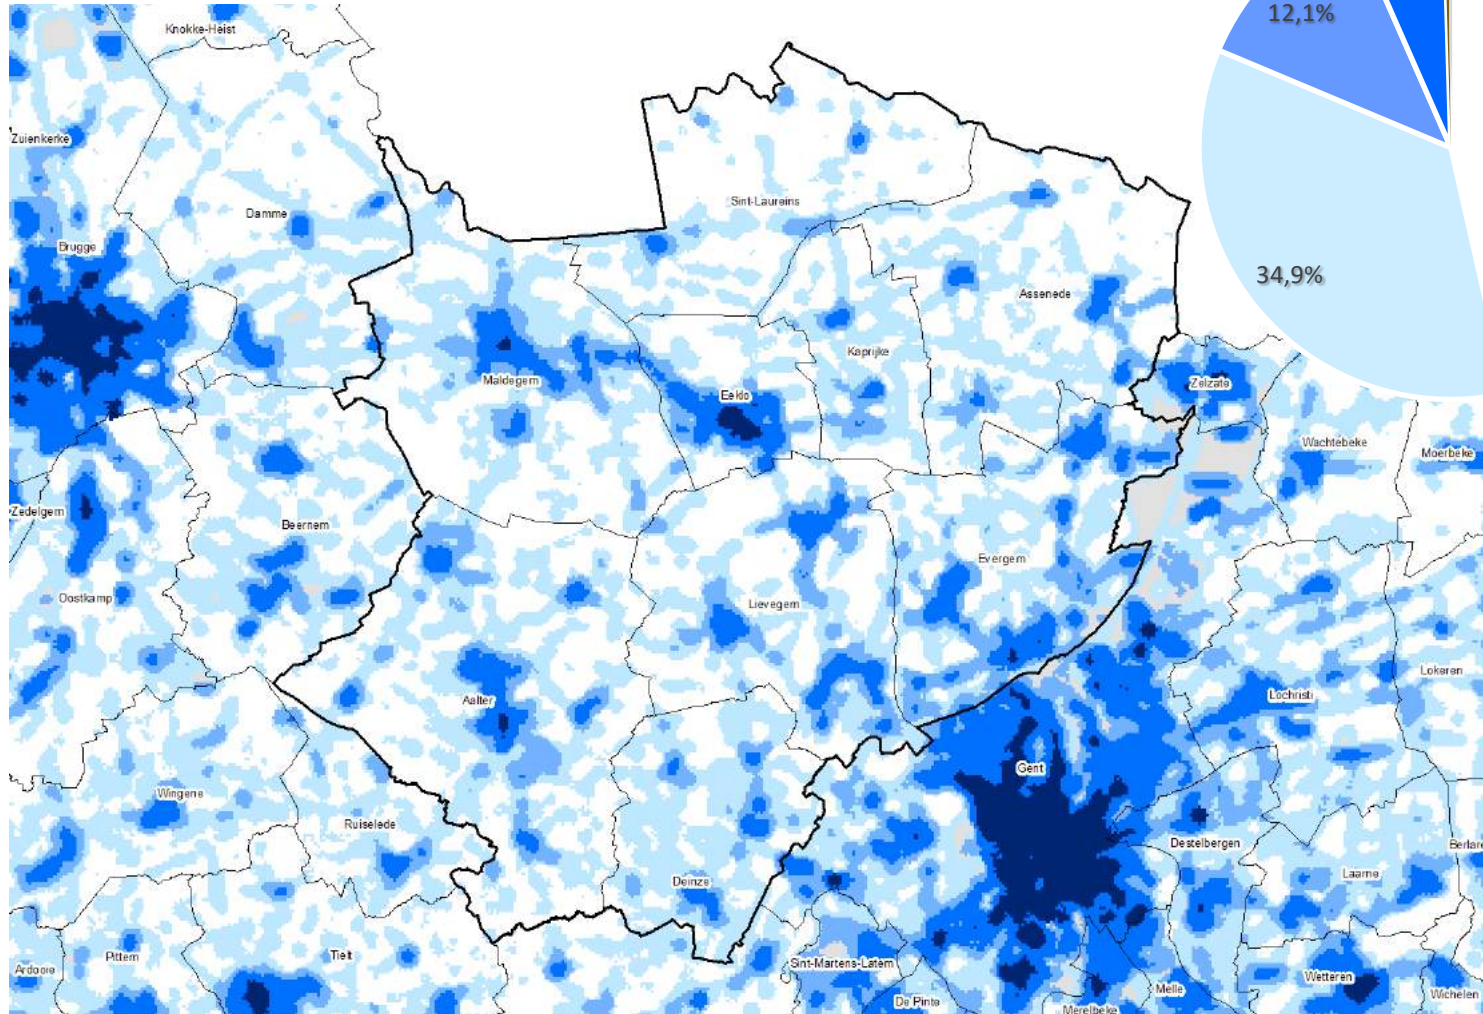 12,1%
Knokke-Heist
Zuienkerke
Sint-Laureins
Damme
Brugge
34,9%
Assenede
Kaprijke
Maldegem
Zelzate
Eeklo
Wachtebeke
Moerbeke
Zedelgem
Beernem
Evergem
Oostkamp
Lievegem
Lokeren
Lochristi
Aalter
Gent
Wingene
Ruiselede
Destelbergen
Berlare
Laarne
Deinze
Tielt
Pittem
Sint-Martens-Latem
Ardooie
Wetteren
Melle
Wichelen
De Pinte
Merelbeke